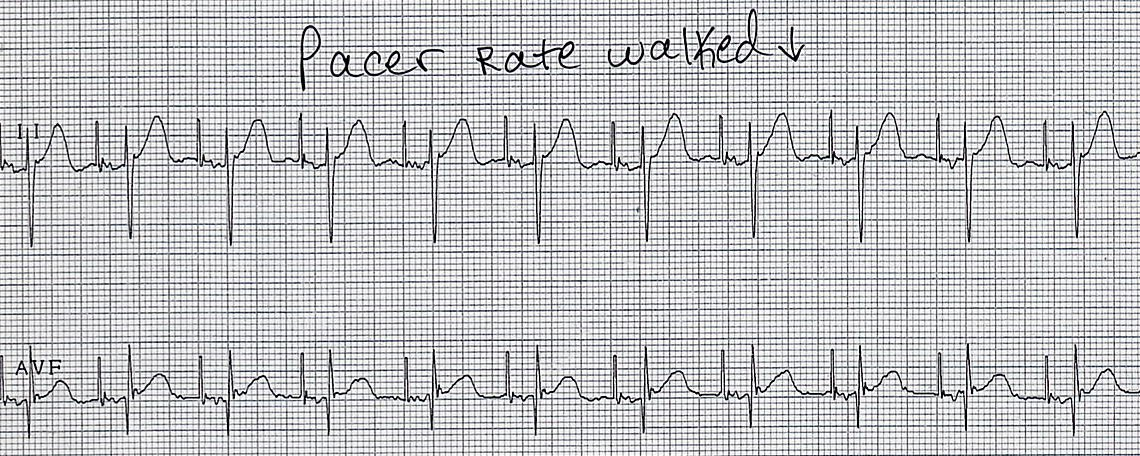 Pacer Rate walked ↓
II
AVF